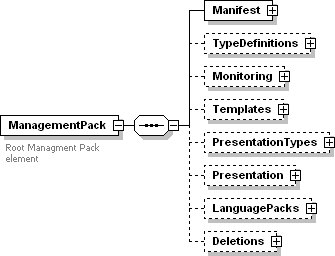 Manifest
TypeDefinitions
Monitoring
Templates
ManagementPack
Root Managment Pack
element
PresentationTypes
Presentation
LanguagePacks
Deletions